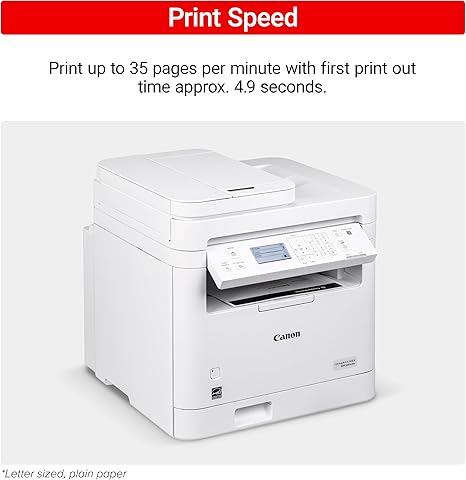 Print Speed
Print up to 35 pages per minute with first print out
time approx. 4.9 seconds.
Canon
*Letter sized, plain paper